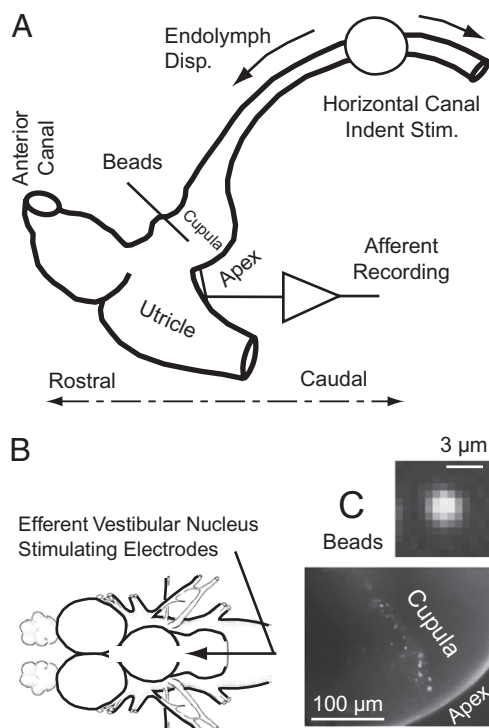 A
Endolymph
Disp.
Horizontal Canal
Indent Stim.
Anterior
Canal
Beads
Cupula
Apex
Afferent
Recording
Utricle
Rostral
Caudal
B
Efferent Vestibular Nucleus
Stimulating Electrodes
C
3 µm
Beads
Cupula
Apex
100 µm